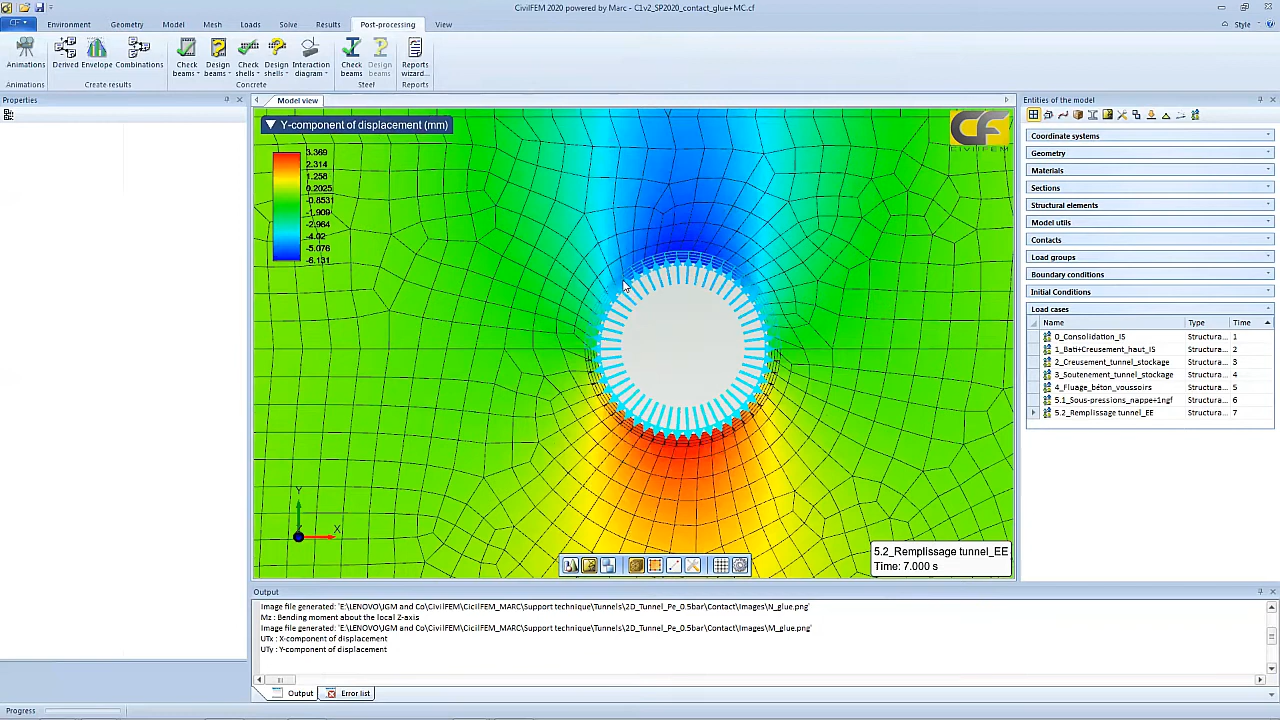 CivilFEM 2020 powered by Marc - C1v2_SP2020_contact_glue+MC.cf
CF
Environment Geometry Model Mesh Loads Solve Results Post-processing View
Style
Animations
Derived Envelope Combinations
Check beams Design beams Check shells Design shells Interaction diagram
Check beams Design beams
Reports wizard...
Animations Create results Concrete Steel Reports
Properties
Model view
Entities of the model
Y-component of displacement (mm)
3.369
2.314
1.258
0.2025
-0.8531
-1.909
-2.964
-4.02
-5.076
-6.131
CF
CIVILFEM
Coordinate systems
Geometry
Materials
Sections
Structural elements
Model utils
Contacts
Load groups
Boundary conditions
Initial Conditions
Load cases
Name Type Time
0_Consolidation_IS Structura... 1
1_Bati+Creusement_haut_IS Structura... 2
2_Creusement_tunnel_stockage Structura... 3
3_Soutenement_tunnel_stockage Structura... 4
4_Fluage_béton_voussoirs Structura... 5
5.1_Sous-pressions_nappe+1ngf Structura... 6
5.2_Remplissage tunnel_EE Structura... 7
Y
X
5.2_Remplissage tunnel_EE
Time: 7.000 s
Output
Image file generated: 'E:\LENOVO\IGM and Co\CivilFEM_MARC\Support technique\Tunnels\2D_Tunnel_Pe_0.5bar\Contact\Images\N_glue.png'
Mz : Bending moment about the local Z-axis
Image file generated: 'E:\LENOVO\IGM and Co\CivilFEM_MARC\Support technique\Tunnels\2D_Tunnel_Pe_0.5bar\Contact\Images\M_glue.png'
UTx : X-component of displacement
UTy : Y-component of displacement
Output Error list
Progress